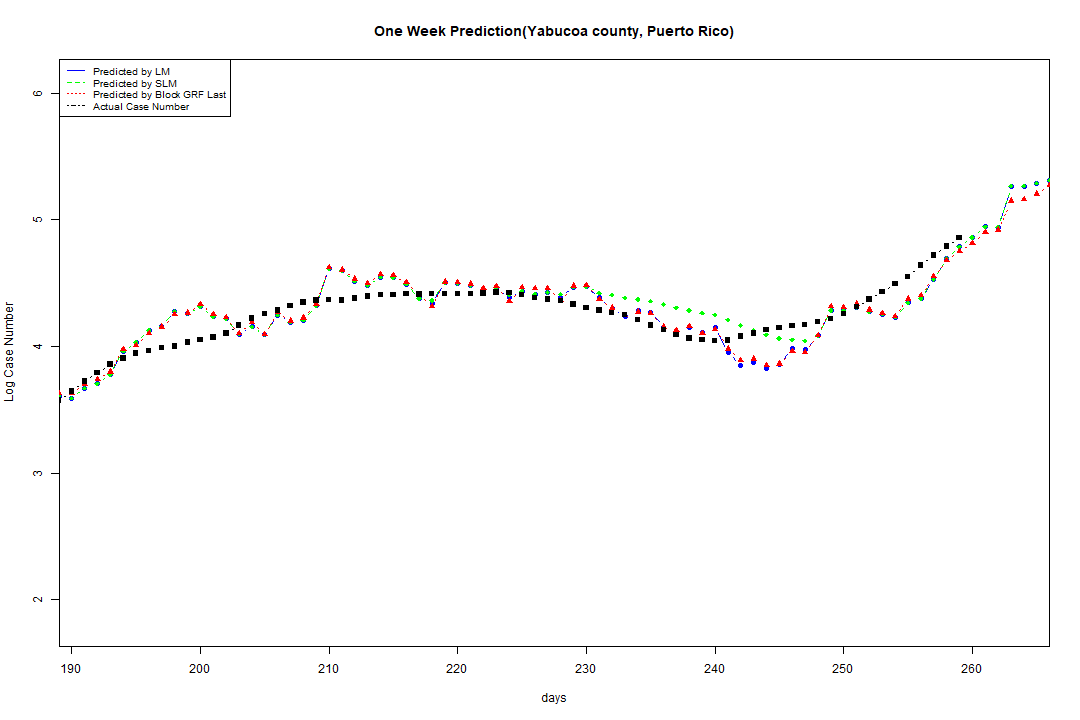 One Week Prediction(Yabucoa county, Puerto Rico)
Predicted by LM
Predicted by SLM
Predicted by Block GRF Last
Actual Case Number
6
5
4
3
2
Log Case Number
190 200 210 220 230 240 250 260
days